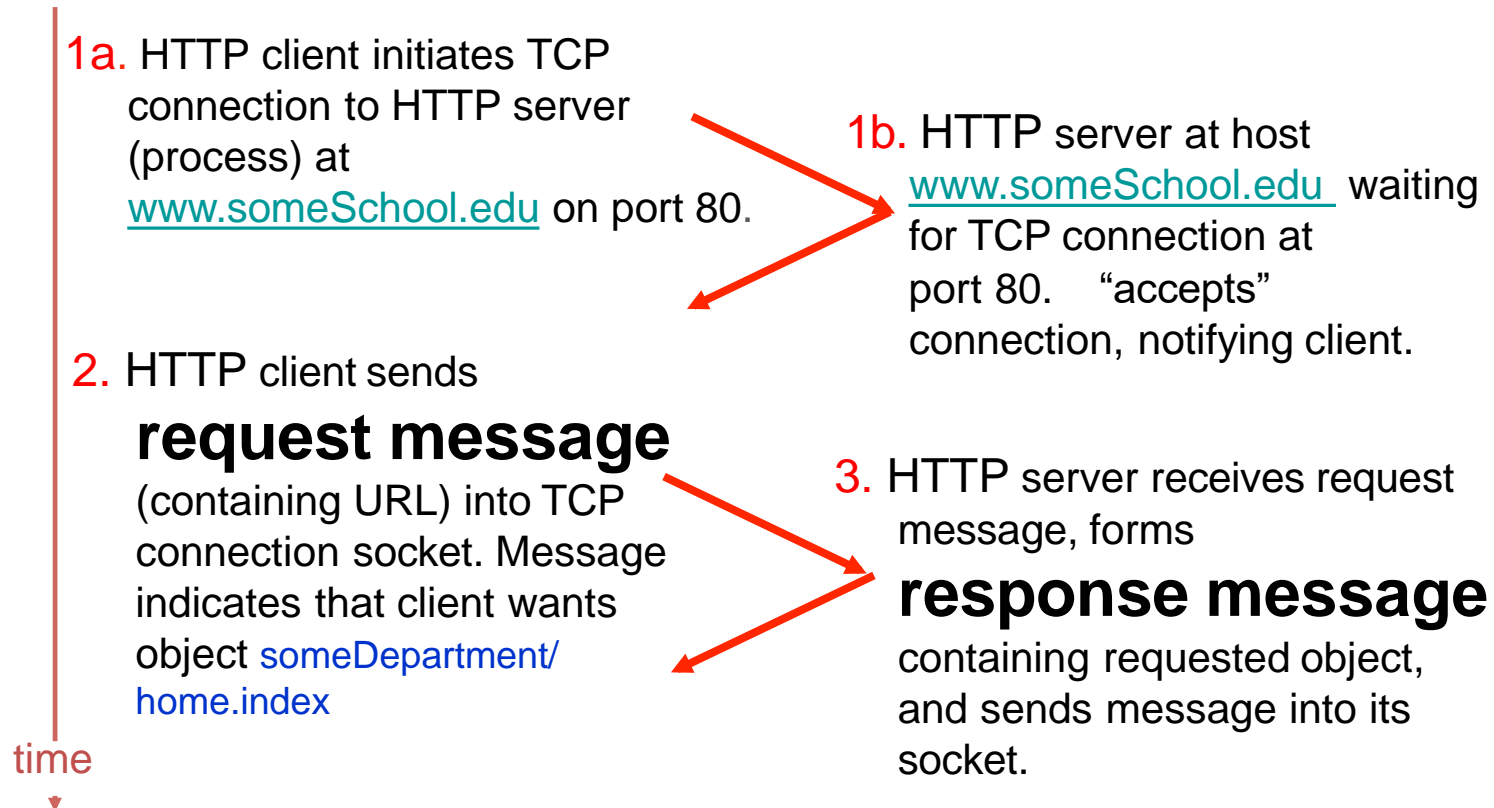 1a. HTTP client initiates TCP
connection to HTTP server
(process) at
www.someSchool.edu on port 80.
1b. HTTP server at host
www.someSchool.edu waiting
for TCP connection at
port 80. “accepts”
connection, notifying client.
2. HTTP client sends
request message
(containing URL) into TCP
connection socket. Message
indicates that client wants
object someDepartment/
home.index
3. HTTP server receives request
message, forms
response message
containing requested object,
and sends message into its
socket.
time